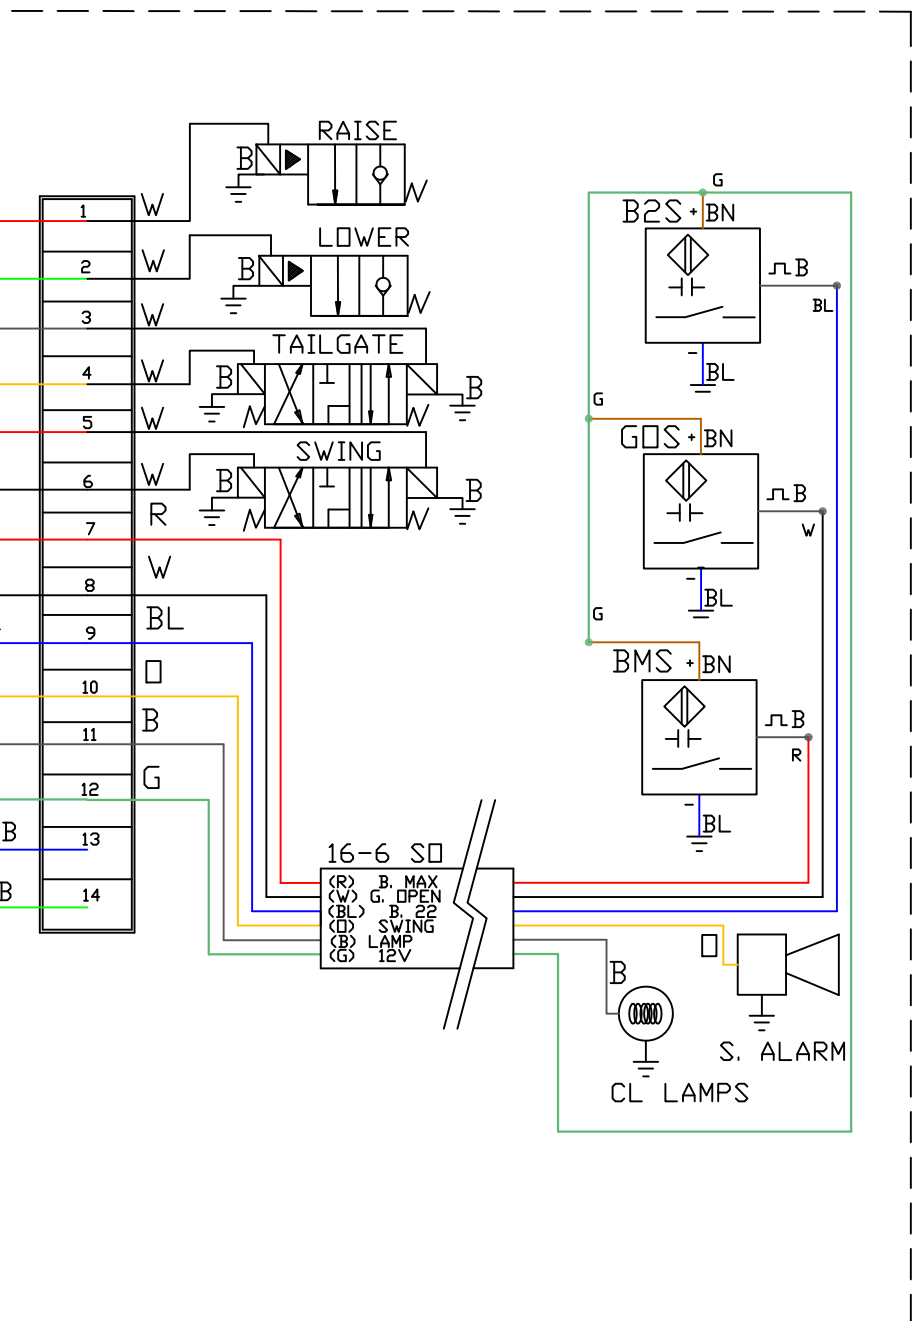 RAISE
B
W
1
W
LOWER
B
W
2
W
3
W
TAILGATE
B
B
W
W
4
W
5
W
SWING
B
B
W
W
6
W
7
R
8
W
9
BL
10
O
11
B
12
G
B
13
B
14
G
B2S + BN
B
BL
- BL
G
GOS + BN
B
W
- BL
G
BMS + BN
B
R
- BL
16-6 SO
(R) B. MAX
(W) G. OPEN
(BL) B. 22
(O) SWING
(B) LAMP
(G) 12V
O
B
S. ALARM
CL LAMPS